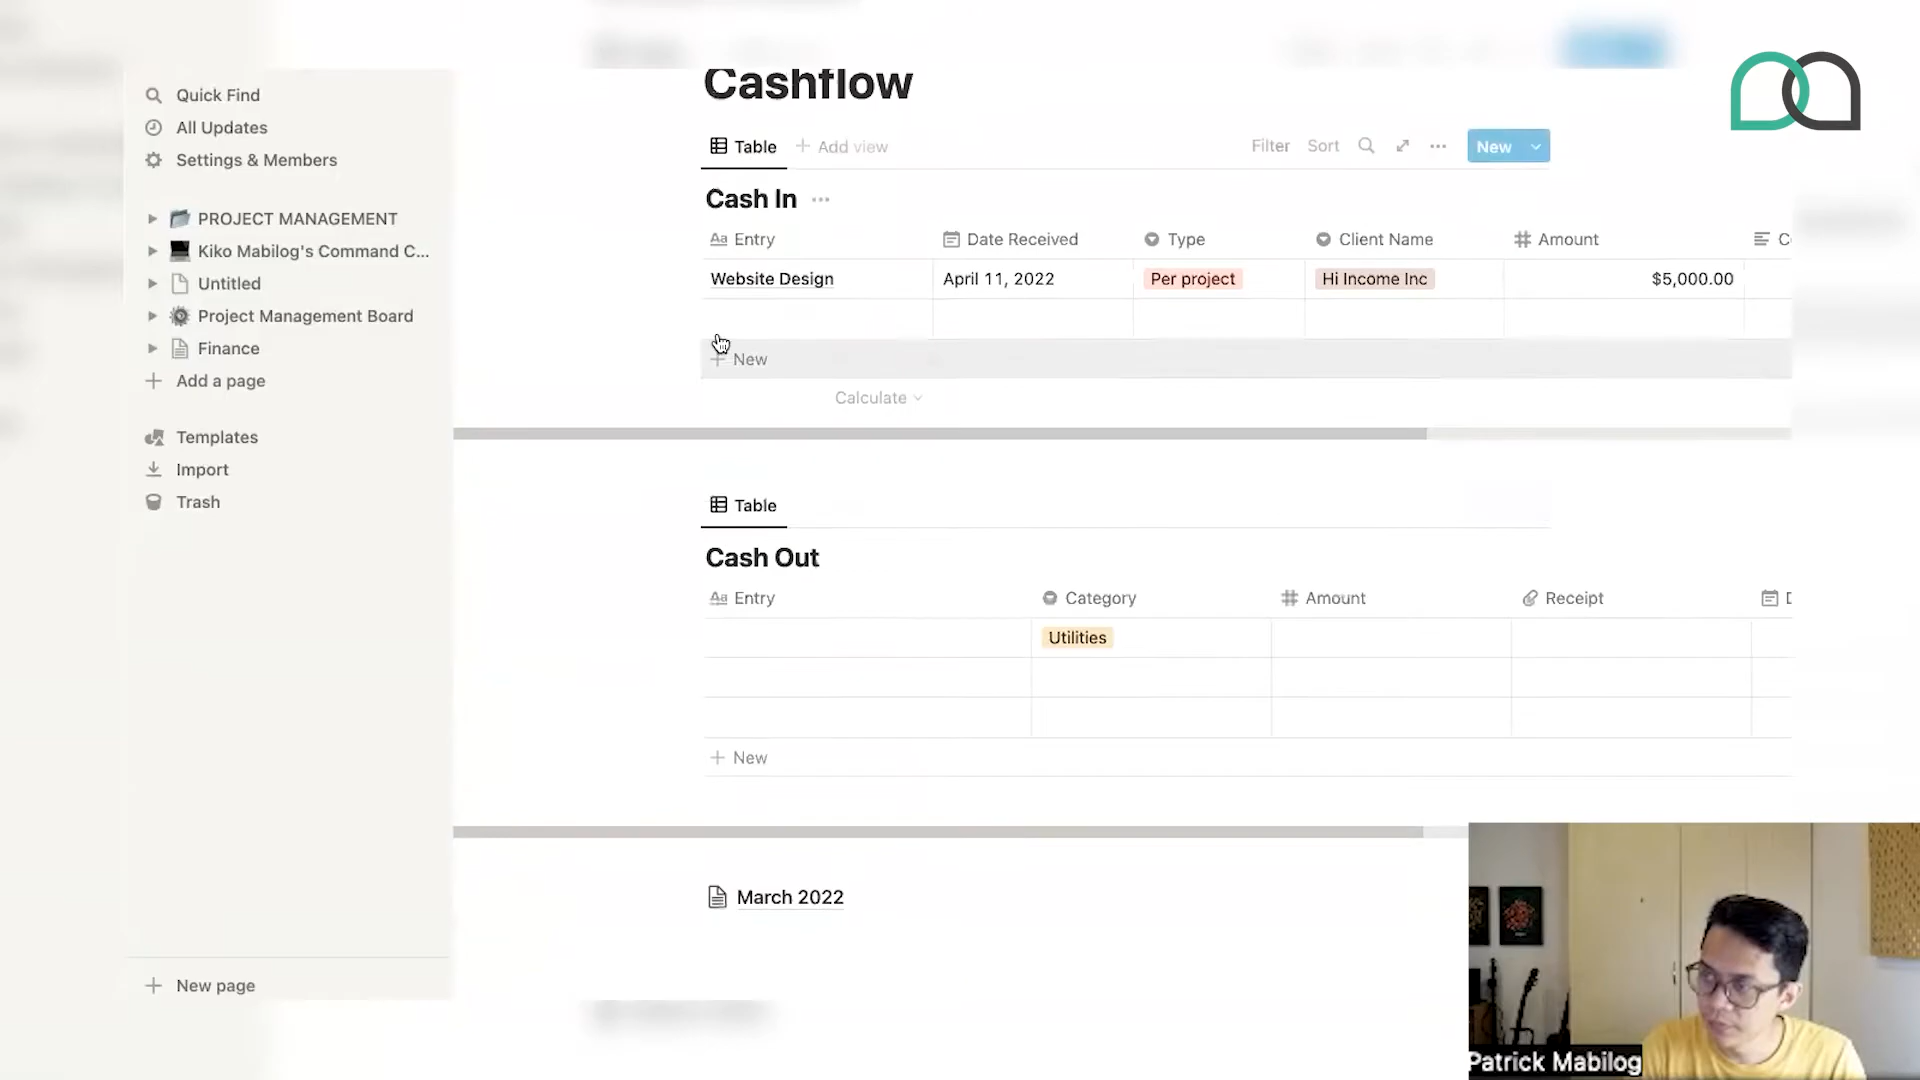 Quick Find
All Updates
Settings & Members
PROJECT MANAGEMENT
Kiko Mabilog's Command C...
Untitled
Project Management Board
Finance
Add a page
Templates
Import
Trash
New page
Cashflow
Table Add view Filter Sort New
Cash In
Aa Entry Date Received Type Client Name Amount C
Website Design April 11, 2022 Per project Hi Income Inc $5,000.00
New
Calculate
Table
Cash Out
Aa Entry Category Amount Receipt
Utilities
New
March 2022
Patrick Mabilog